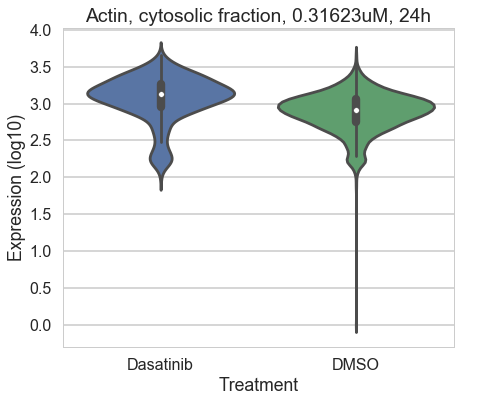 Actin, cytosolic fraction, 0.31623uM, 24h
4.0
3.5
3.0
2.5
2.0
1.5
1.0
0.5
0.0
Expression (log10)
Dasatinib
DMSO
Treatment